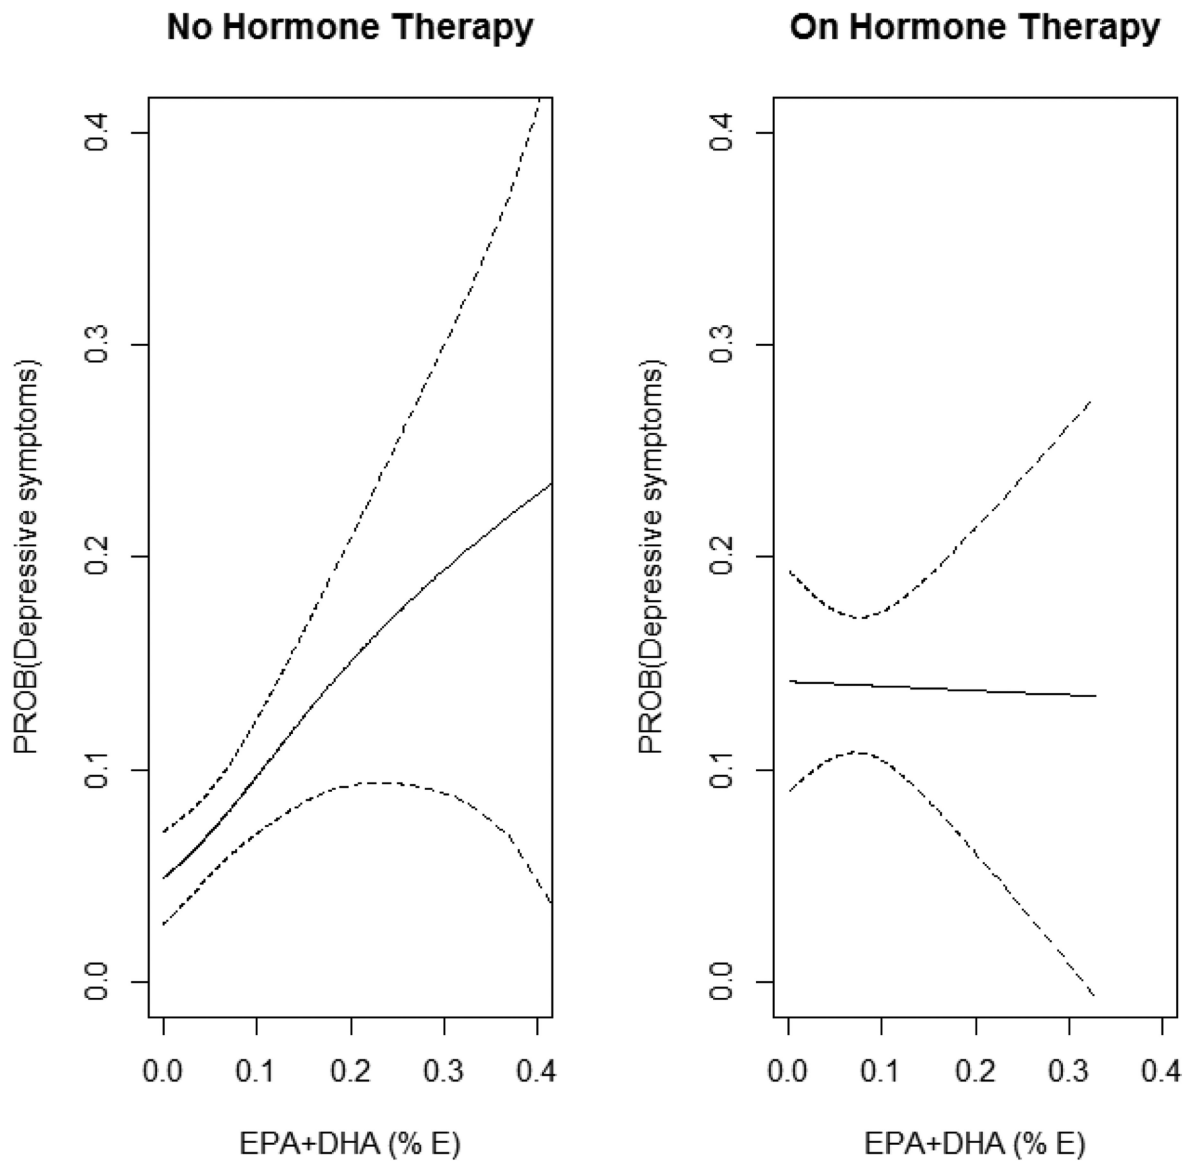 No Hormone Therapy
PROB(Depressive symptoms)
0.4
0.3
0.2
0.1
0.0
0.0 0.1 0.2 0.3 0.4
EPA+DHA (% E)
On Hormone Therapy
PROB(Depressive symptoms)
0.4
0.3
0.2
0.1
0.0
0.0 0.1 0.2 0.3 0.4
EPA+DHA (% E)